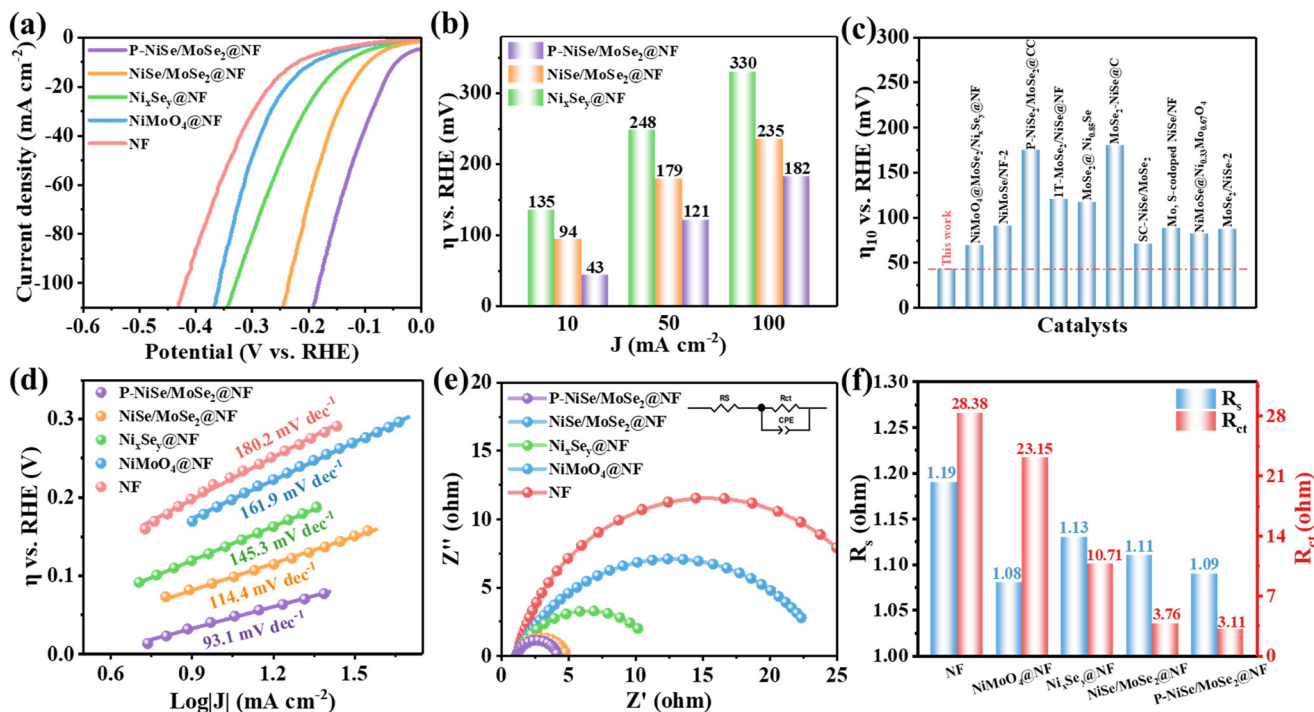 (a)
Current density (mA cm⁻²)
0
-20
-40
-60
-80
-100
P-NiSe/MoSe₂@NF
NiSe/MoSe₂@NF
NiₓSeᵧ@NF
NiMoO₄@NF
NF
-0.6 -0.5 -0.4 -0.3 -0.2 -0.1 0.0
Potential (V vs. RHE)
(b)
η vs. RHE (mV)
400
300
200
100
0
P-NiSe/MoSe₂@NF
NiSe/MoSe₂@NF
NiₓSeᵧ@NF
135 94 43
248 179 121
330 235 182
10 50 100
J (mA cm⁻²)
(c)
η₁₀ vs. RHE (mV)
300
250
200
150
100
50
0
This work
NiMoO₄@MoSe₂/NiₓSeᵧ@NF
NiMoSe/NF-2
P-NiSe₂/MoSe₂@CC
1T-MoSe₂/NiSe@NF
MoSe₂@ Ni₀.₈₅Se
MoSe₂-NiSe@C
SC-NiSe/MoSe₂
Mo, S-codoped NiSe/NF
NiMoSe@Ni₀.₃₃Mo₀.₆₇O₄
MoSe₂/NiSe-2
Catalysts
(d)
η vs. RHE (V)
0.3
0.2
0.1
0.0
P-NiSe/MoSe₂@NF
NiSe/MoSe₂@NF
NiₓSeᵧ@NF
NiMoO₄@NF
NF
180.2 mV dec⁻¹
161.9 mV dec⁻¹
145.3 mV dec⁻¹
114.4 mV dec⁻¹
93.1 mV dec⁻¹
0.6 0.9 1.2 1.5
Log|J| (mA cm⁻²)
(e)
Z'' (ohm)
20
15
10
5
0
P-NiSe/MoSe₂@NF
NiSe/MoSe₂@NF
NiₓSeᵧ@NF
NiMoO₄@NF
NF
RS
Rct
CPE
0 5 10 15 20 25
Z' (ohm)
(f)
Rₛ (ohm)
1.30
1.25
1.20
1.15
1.10
1.05
1.00
Rₛ
R꜀ₜ
1.19 28.38
1.08 23.15
1.13 10.71
1.11 3.76
1.09 3.11
28
21
14
7
0
R꜀ₜ (ohm)
NF
NiMoO₄@NF
NiₓSeᵧ@NF
NiSe/MoSe₂@NF
P-NiSe/MoSe₂@NF